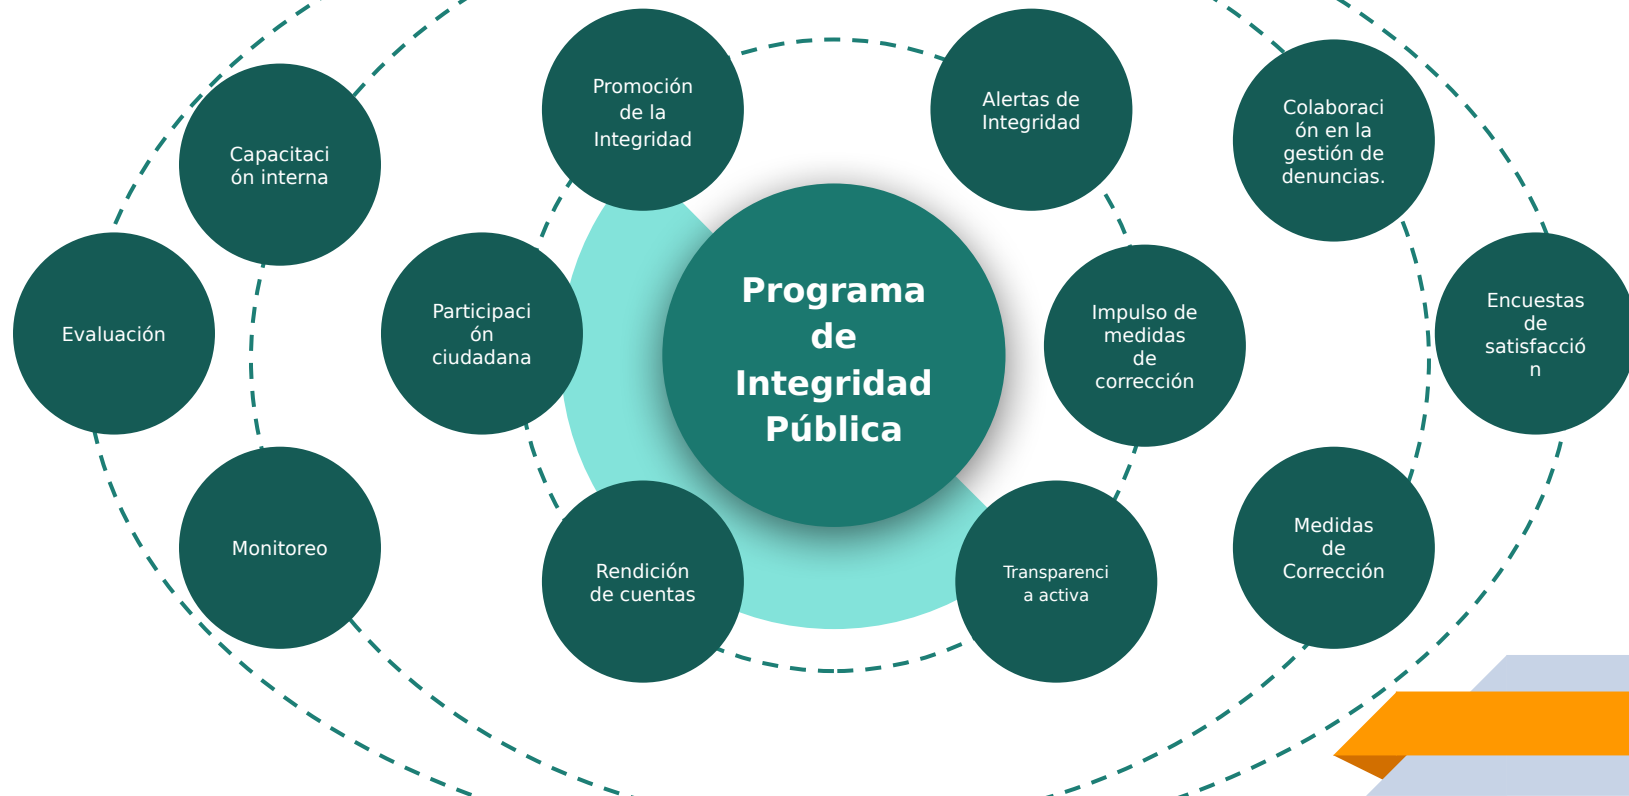 Promoción
de la
Integridad
Alertas de
Integridad
Colaboraci
ón en la
gestión de
denuncias.
Capacitaci
ón interna
Evaluación
Participaci
ón
ciudadana
Programa
de
Integridad
Pública
Impulso de
medidas
de
corrección
Encuestas
de
satisfacció
n
Monitoreo
Rendición
de cuentas
Transparenci
a activa
Medidas
de
Corrección